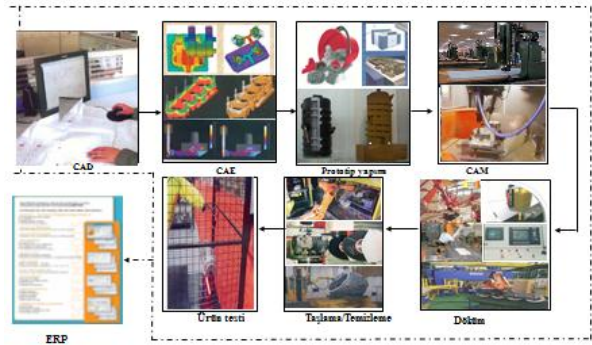 CAD
CAE
Prototip yapım
CAM
Ürün testi
Taşlama/Temizleme
Döküm
ERP